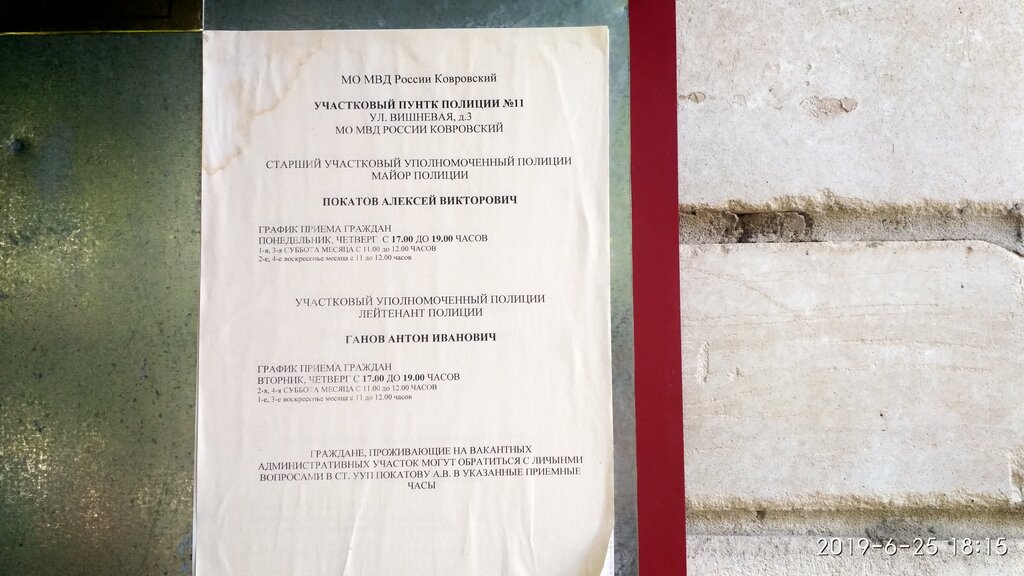 МО МВД России Ковровский
УЧАСТКОВЫЙ ПУНТК ПОЛИЦИИ №11
УЛ. ВИШНЕВАЯ, д.3
МО МВД РОССИИ КОВРОВСКИЙ
СТАРШИЙ УЧАСТКОВЫЙ УПОЛНОМОЧЕННЫЙ ПОЛИЦИИ
МАЙОР ПОЛИЦИИ
ПОКАТОВ АЛЕКСЕЙ ВИКТОРОВИЧ
ГРАФИК ПРИЕМА ГРАЖДАН
ПОНЕДЕЛЬНИК, ЧЕТВЕРГ С 17.00 ДО 19.00 ЧАСОВ
1-я, 3-я СУББОТА МЕСЯЦА С 11.00 до 12.00 ЧАСОВ
2-е, 4-е воскресенье месяца с 11 до 12.00 часов
УЧАСТКОВЫЙ УПОЛНОМОЧЕННЫЙ ПОЛИЦИИ
ЛЕЙТЕНАНТ ПОЛИЦИИ
ГАНОВ АНТОН ИВАНОВИЧ
ГРАФИК ПРИЕМА ГРАЖДАН
ВТОРНИК, ЧЕТВЕРГ С 17.00 ДО 19.00 ЧАСОВ
2-я, 4-я СУББОТА МЕСЯЦА С 11.00 до 12.00 ЧАСОВ
1-е, 3-е воскресенье месяца с 11 до 12.00 часов
ГРАЖДАНЕ, ПРОЖИВАЮЩИЕ НА ВАКАНТНЫХ
АДМИНИСТРАТИВНЫХ УЧАСТОК МОГУТ ОБРАТИТЬСЯ С ЛИЧЫНМИ
ВОПРОСАМИ В СТ. УУП ПОКАТОВУ А.В. В УКАЗАННЫЕ ПРИЕМНЫЕ
ЧАСЫ
2019-6-25 18:15